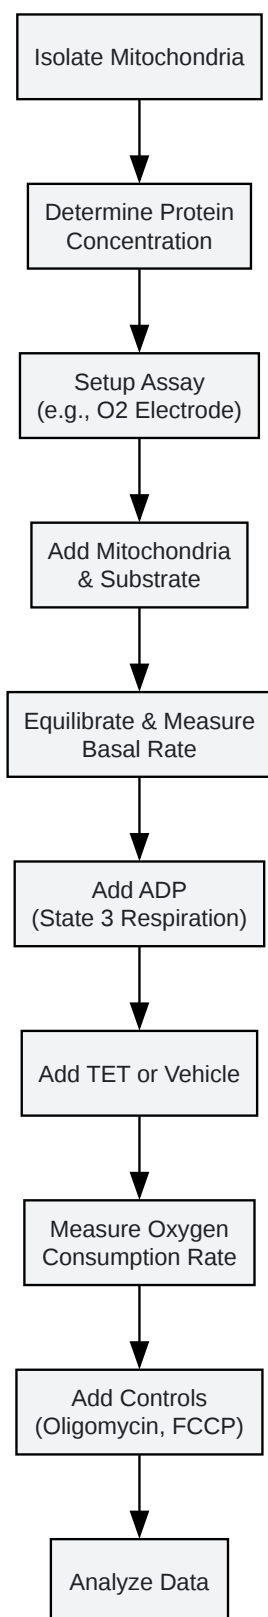 Isolate Mitochondria
Determine Protein
Concentration
Setup Assay
(e.g., O2 Electrode)
Add Mitochondria
& Substrate
Equilibrate & Measure
Basal Rate
Add ADP
(State 3 Respiration)
Add TET or Vehicle
Measure Oxygen
Consumption Rate
Add Controls
(Oligomycin, FCCP)
Analyze Data